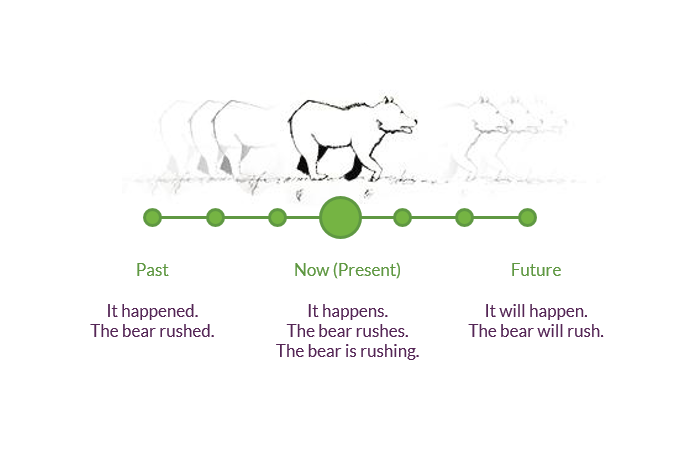 Past
Now (Present)
Future
It happened.
The bear rushed.
It happens.
The bear rushes.
The bear is rushing.
It will happen.
The bear will rush.